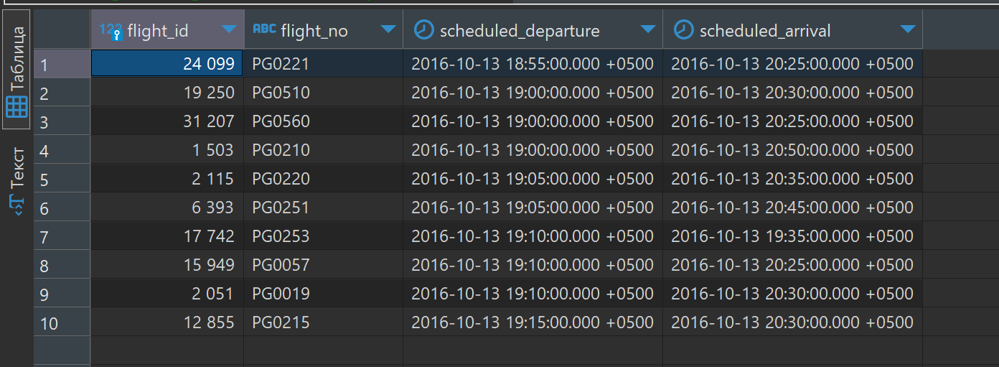 Таблица
Текст
123 flight_id ABC flight_no scheduled_departure scheduled_arrival
1 24 099 PG0221 2016-10-13 18:55:00.000 +0500 2016-10-13 20:25:00.000 +0500
2 19 250 PG0510 2016-10-13 19:00:00.000 +0500 2016-10-13 20:30:00.000 +0500
3 31 207 PG0560 2016-10-13 19:00:00.000 +0500 2016-10-13 20:25:00.000 +0500
4 1 503 PG0210 2016-10-13 19:00:00.000 +0500 2016-10-13 20:50:00.000 +0500
5 2 115 PG0220 2016-10-13 19:05:00.000 +0500 2016-10-13 20:35:00.000 +0500
6 6 393 PG0251 2016-10-13 19:05:00.000 +0500 2016-10-13 20:45:00.000 +0500
7 17 742 PG0253 2016-10-13 19:10:00.000 +0500 2016-10-13 19:35:00.000 +0500
8 15 949 PG0057 2016-10-13 19:10:00.000 +0500 2016-10-13 20:25:00.000 +0500
9 2 051 PG0019 2016-10-13 19:10:00.000 +0500 2016-10-13 20:30:00.000 +0500
10 12 855 PG0215 2016-10-13 19:15:00.000 +0500 2016-10-13 20:30:00.000 +0500